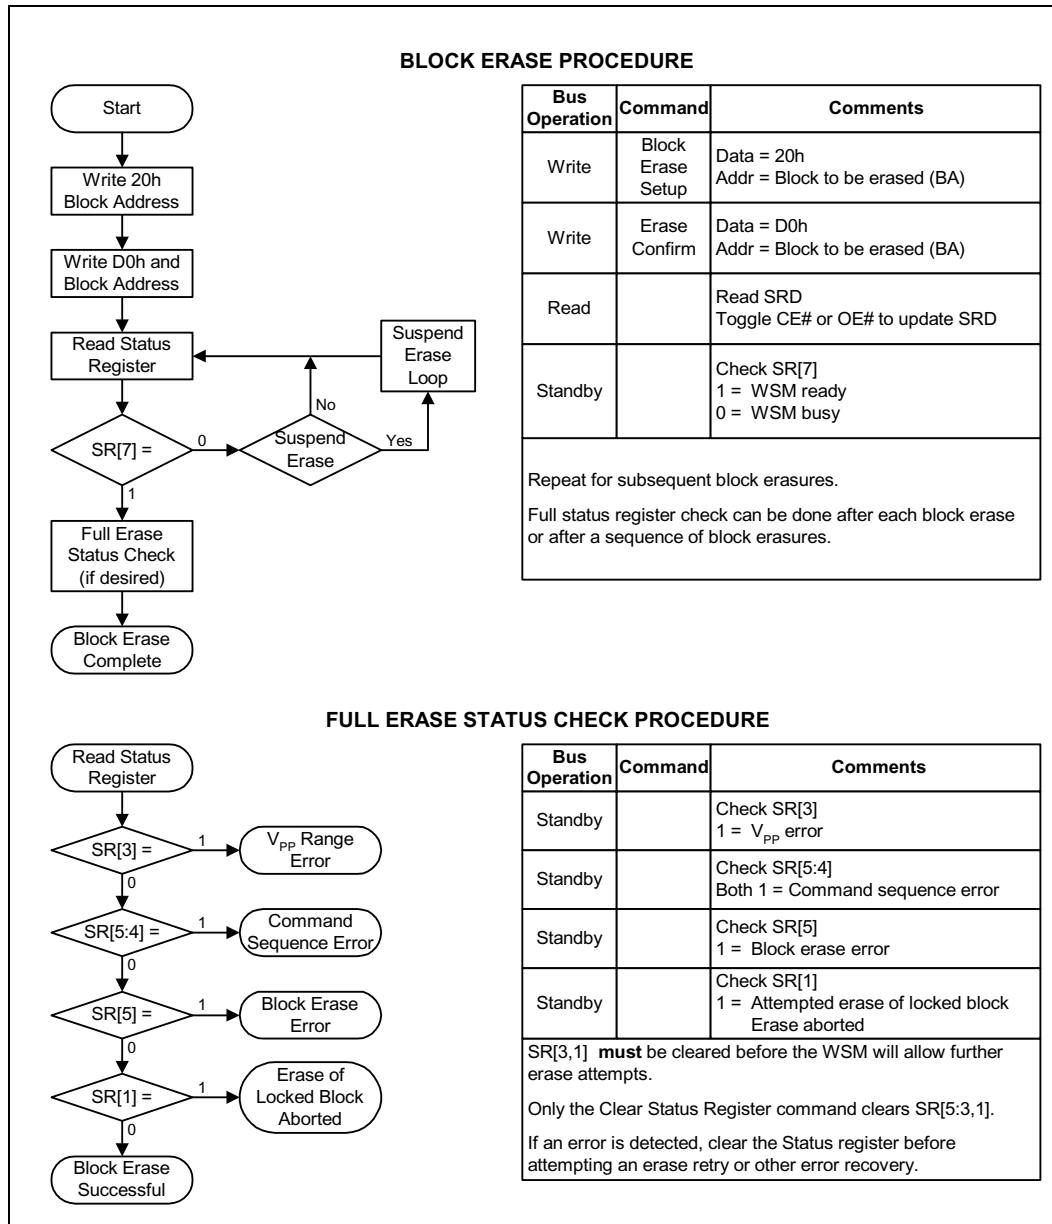 BLOCK ERASE PROCEDURE
Start
Write 20h
Block Address
Write D0h and
Block Address
Read Status
Register
Suspend
Erase
Loop
No
SR[7] =
0
Suspend
Erase
Yes
1
Full Erase
Status Check
(if desired)
Block Erase
Complete
Bus
Operation
Command
Comments
Write
Block
Erase
Setup
Data = 20h
Addr = Block to be erased (BA)
Write
Erase
Confirm
Data = D0h
Addr = Block to be erased (BA)
Read
Read SRD
Toggle CE# or OE# to update SRD
Standby
Check SR[7]
1 = WSM ready
0 = WSM busy
Repeat for subsequent block erasures.
Full status register check can be done after each block erase
or after a sequence of block erasures.
FULL ERASE STATUS CHECK PROCEDURE
Read Status
Register
SR[3] =
1
VPP Range
Error
0
SR[5:4] =
1
Command
Sequence Error
0
SR[5] =
1
Block Erase
Error
0
SR[1] =
1
Erase of
Locked Block
Aborted
0
Block Erase
Successful
Bus
Operation
Command
Comments
Standby
Check SR[3]
1 = VPP error
Standby
Check SR[5:4]
Both 1 = Command sequence error
Standby
Check SR[5]
1 = Block erase error
Standby
Check SR[1]
1 = Attempted erase of locked block
Erase aborted
SR[3,1] must be cleared before the WSM will allow further
erase attempts.
Only the Clear Status Register command clears SR[5:3,1].
If an error is detected, clear the Status register before
attempting an erase retry or other error recovery.